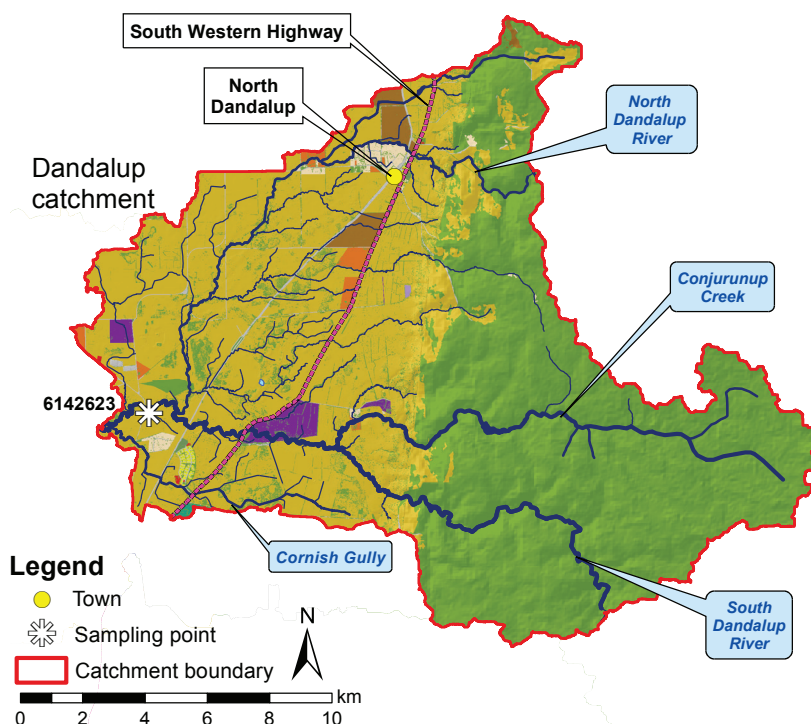 South Western Highway
North
Dandalup
North
Dandalup
River
Dandalup
catchment
Conjurunup
Creek
6142623
Cornish Gully
South
Dandalup
River
Legend
Town
Sampling point
Catchment boundary
N
km
0 2 4 6 8 10